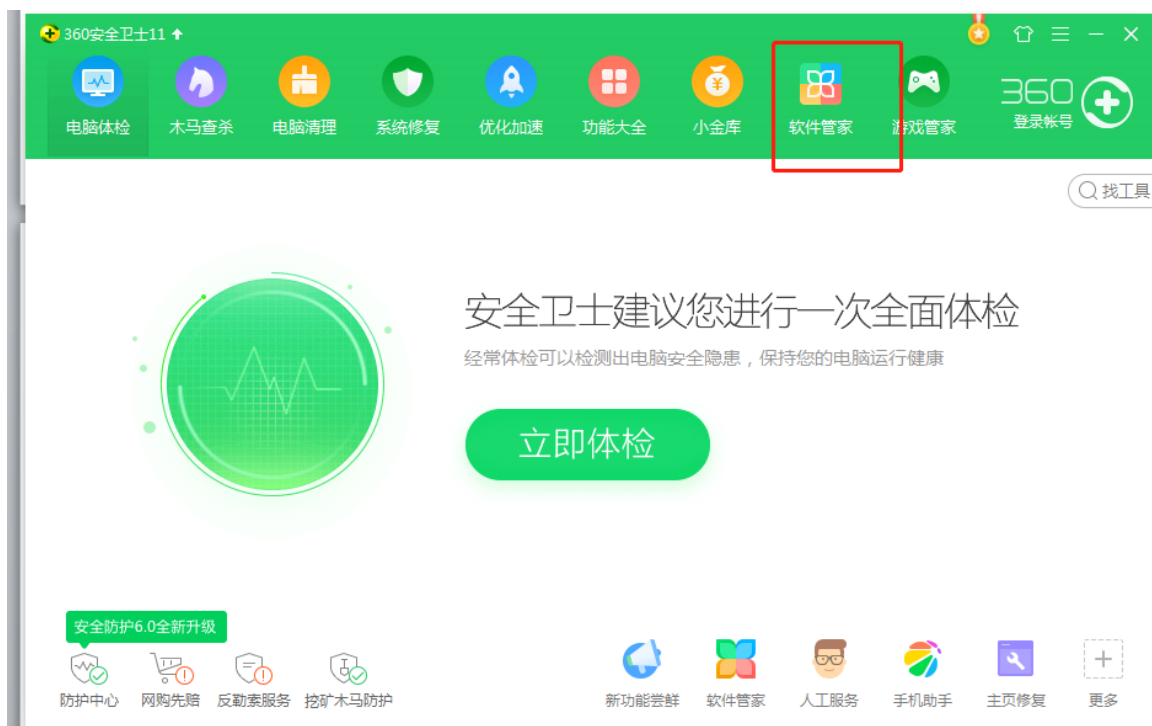 360安全卫士11
电脑体检 木马查杀 电脑清理 系统修复 优化加速 功能大全 小金库 软件管家 游戏管家
360
登录帐号
找工具
安全卫士建议您进行一次全面体检
经常体检可以检测出电脑安全隐患，保持您的电脑运行健康
立即体检
安全防护6.0全新升级
防护中心 网购先赔 反勒索服务 挖矿木马防护 新功能尝鲜 软件管家 人工服务 手机助手 主页修复 更多